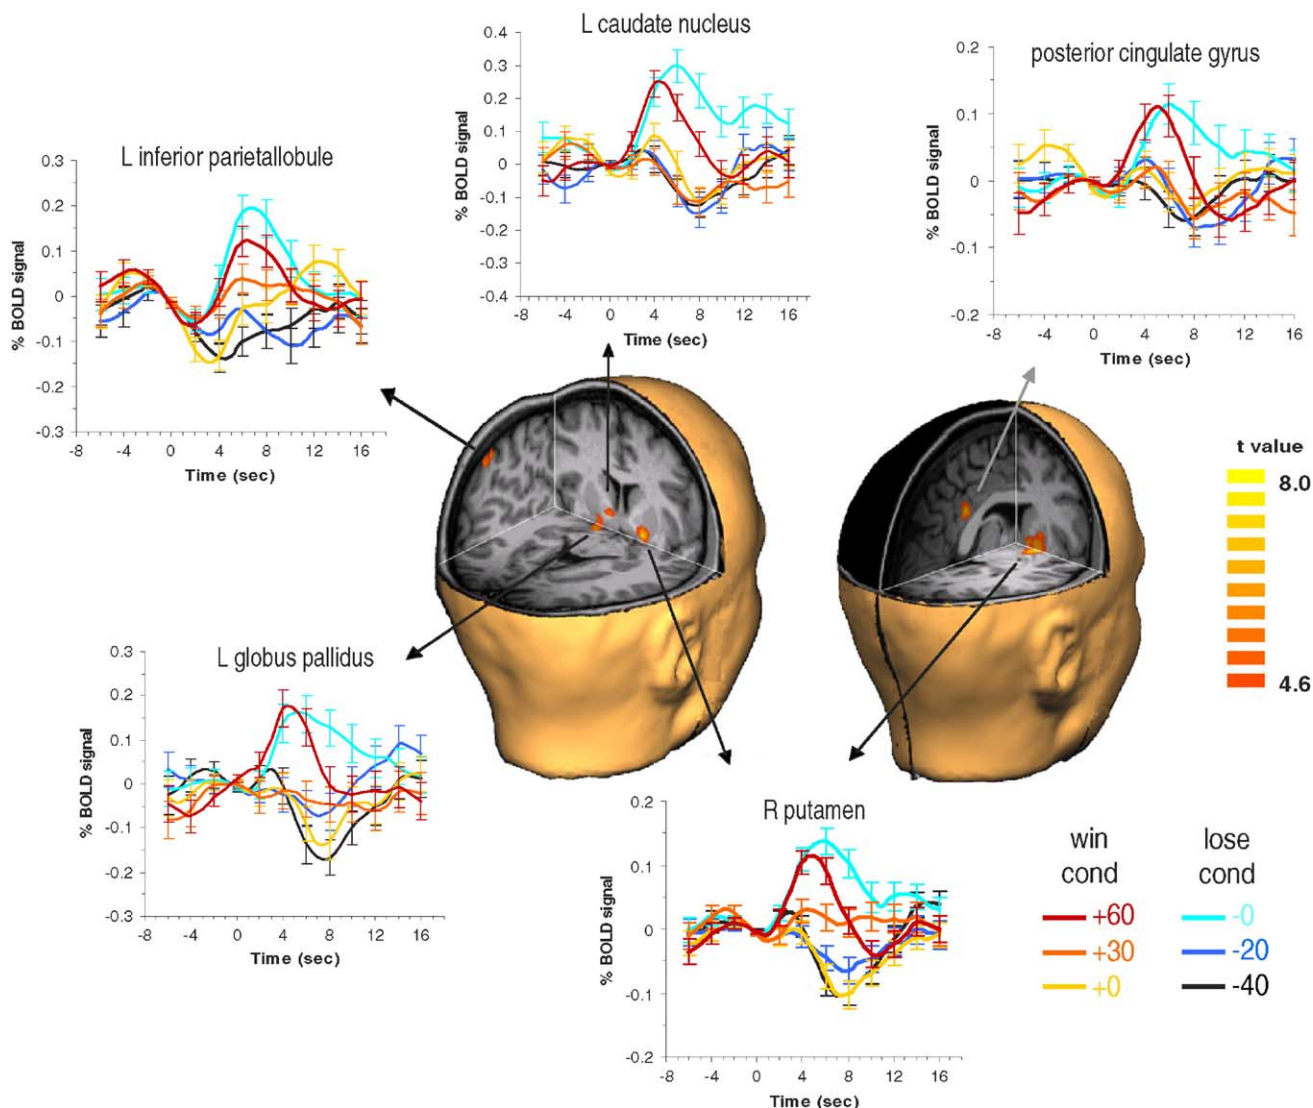 L caudate nucleus
0.4
0.3
0.2
0.1
0
-0.1
-0.2
-0.3
-0.4
% BOLD signal
-8 -4 0 4 8 12 16
Time (sec)
posterior cingulate gyrus
0.2
0.1
0
-0.1
-0.2
% BOLD signal
-8 -4 0 4 8 12 16
Time (sec)
L inferior parietallobule
0.3
0.2
0.1
0
-0.1
-0.2
-0.3
% BOLD signal
-8 -4 0 4 8 12 16
Time (sec)
t value
8.0
4.6
L globus pallidus
0.3
0.2
0.1
0
-0.1
-0.2
-0.3
% BOLD signal
-8 -4 0 4 8 12 16
Time (sec)
R putamen
0.2
0.1
0
-0.1
-0.2
% BOLD signal
-8 -4 0 4 8 12 16
Time (sec)
win lose
cond cond
+60 -0
+30 -20
+0 -40